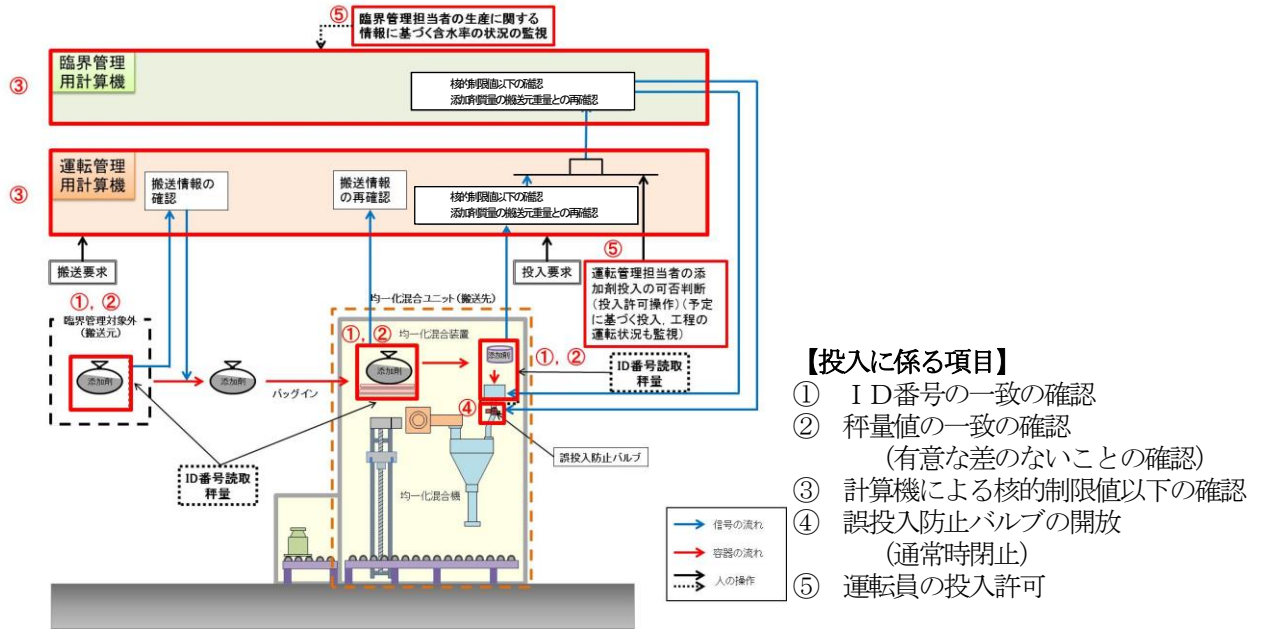 ⑤
臨界管理担当者の生産に関する
情報に基づく含水率の状況の監視
臨界管理
用計算機
③
核的制限値以下の確認
添加剤質量の搬送元重量との再確認
運転管理
用計算機
③
搬送情報の
確認
搬送情報
の再確認
核的制限値以下の確認
添加剤質量の搬送元重量との再確認
搬送要求
投入要求
⑤
運転管理担当者の添
加剤投入の可否判断
（投入許可操作）（予定
に基づく投入，工程の
運転状況も監視）
①，②
臨界管理対象外
（搬送元）
添加剤
添加剤
バッグイン
均一化混合ユニット（搬送先）
①，②
均一化混合装置
添加剤
添加剤
①，②
ID番号読取
秤量
④
誤投入防止バルブ
ID番号読取
秤量
均一化混合機
信号の流れ
容器の流れ
人の操作
【投入に係る項目】
① ＩＤ番号の一致の確認
② 秤量値の一致の確認
（有意な差のないことの確認）
③ 計算機による核的制限値以下の確認
④ 誤投入防止バルブの開放
（通常時閉止）
⑤ 運転員の投入許可